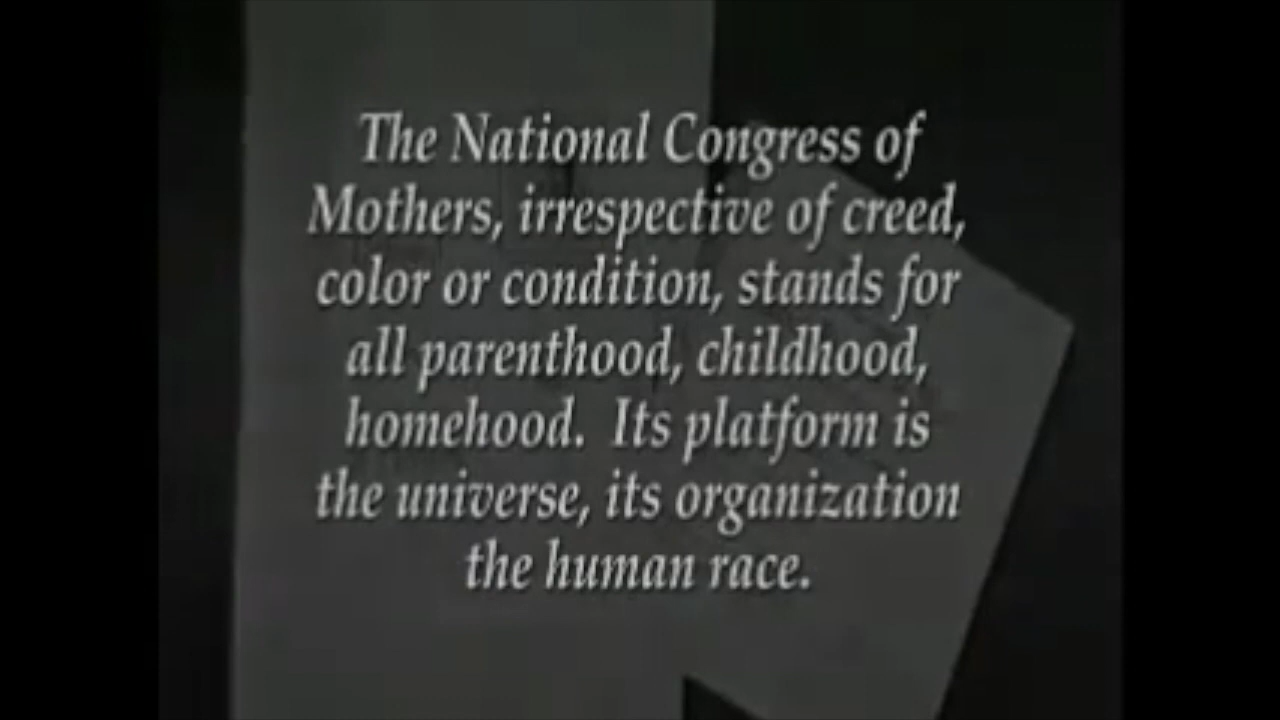 The National Congress of
Mothers, irrespective of creed,
color or condition, stands for
all parenthood, childhood,
homehood.  Its platform is
the universe, its organization
the human race.